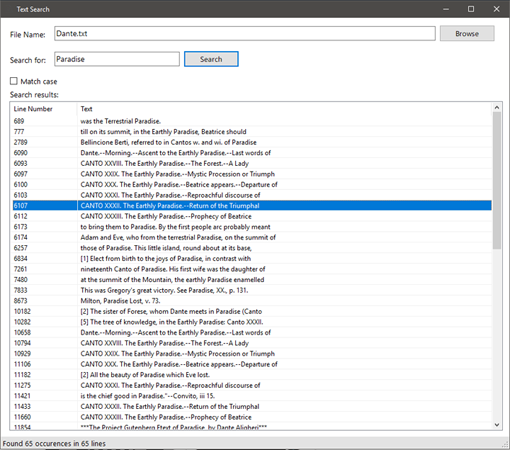 Text Search
File Name: Dante.txt Browse
Search for: Paradise Search
Match case
Search results:
Line Number Text
689 was the Terrestrial Paradise.
777 till on its summit, in the Earthly Paradise, Beatrice should
2789 Bellincione Berti, referred to in Cantos w. and wi. of Paradise
6090 Dante.--Morning.--Ascent to the Earthly Paradise.--Last words of
6093 CANTO XXVIII. The Earthly Paradise.--The Forest.--A Lady
6097 CANTO XXIX. The Earthly Paradise.--Mystic Procession or Triumph
6100 CANTO XXX. The Earthly Paradise.--Beatrice appears.--Departure of
6103 CANTO XXXI. The Earthly Paradise.--Reproachful discourse of
6107 CANTO XXXII. The Earthly Paradise.--Return of the Triumphal
6112 CANTO XXXIII. The Earthly Paradise.--Prophecy of Beatrice
6173 to bring them to Paradise. By the first people arc probably meant
6174 Adam and Eve, who from the terrestrial Paradise, on the summit of
6257 those of Paradise. This little island, round about at its base,
6834 [1] Elect from birth to the joys of Paradise, in contrast with
7261 nineteenth Canto of Paradise. His first wife was the daughter of
7480 at the summit of the Mountain, the earthly Paradise enamelled
7833 This was Gregory's great victory. See Paradise, XX., p. 131.
8673 Milton, Paradise Lost, v. 73.
10182 [2] The sister of Forese, whom Dante meets in Paradise (Canto
10282 [5] The tree of knowledge, in the Earthly Paradise: Canto XXXII.
10658 Dante.--Morning.--Ascent to the Earthly Paradise.--Last words of
10794 CANTO XXVIII. The Earthly Paradise.--The Forest.--A Lady
10929 CANTO XXIX. The Earthly Paradise.--Mystic Procession or Triumph
11106 CANTO XXX. The Earthly Paradise.--Beatrice appears.--Departure of
11182 [2] All the beauty of Paradise which Eve lost.
11275 CANTO XXXI. The Earthly Paradise.--Reproachful discourse of
11421 is the chief good in Paradise."--Convito, iii 15.
11433 CANTO XXXII. The Earthly Paradise.--Return of the Triumphal
11660 CANTO XXXIII. The Earthly Paradise.--Prophecy of Beatrice
11854 ***The Project Gutenberg Etext of Paradise, by Dante Alighieri***
Found 65 occurences in 65 lines